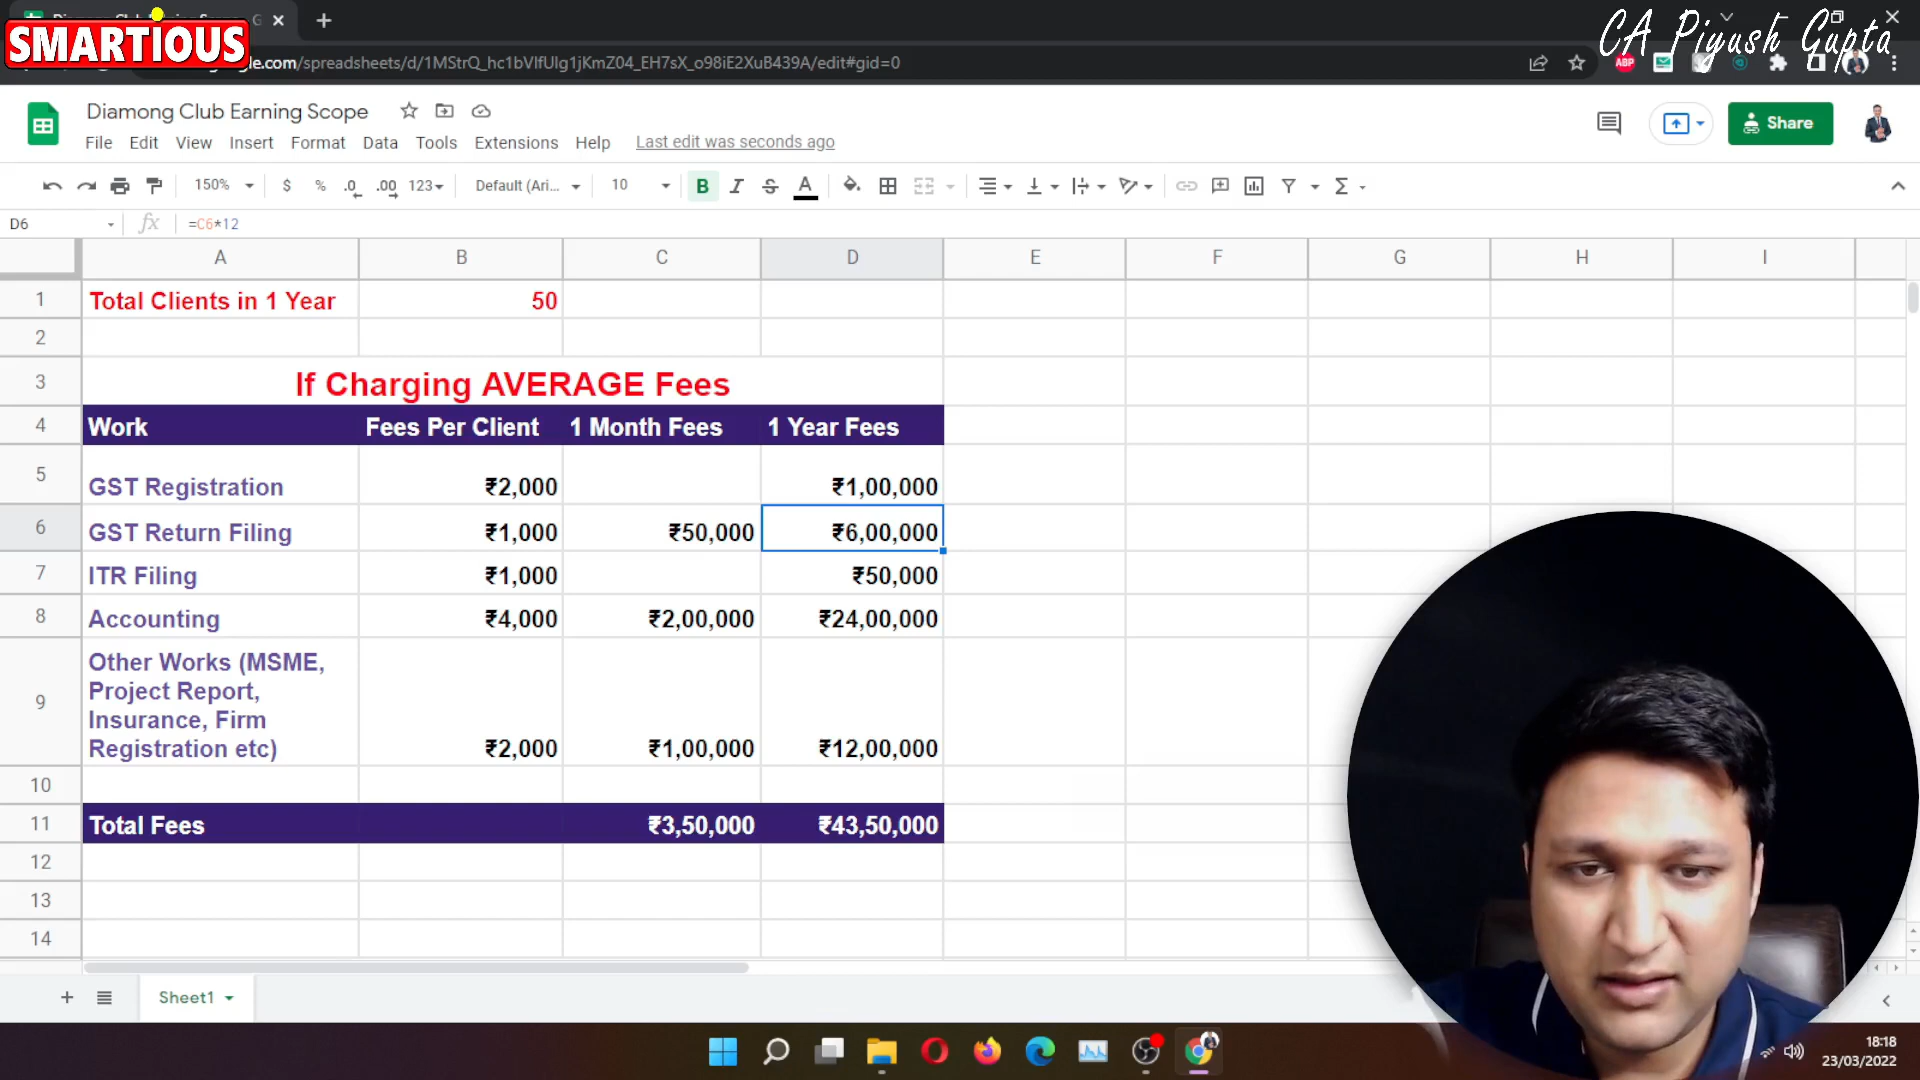 SMARTIOUS
CA Piyush Gupta
.com/spreadsheets/d/1MStrQ_hc1bVlfUlg1jKmZ04_EH7sX_o98iE2XuB439A/edit#gid=0
ABP
Diamong Club Earning Scope
File Edit View Insert Format Data Tools Extensions Help Last edit was seconds ago
Share
150% $ % .0 .00 123 Default (Ari... 10 B I S A Σ
D6 fx =C6*12
A B C D E F G H I
1 Total Clients in 1 Year 50
2
3 If Charging AVERAGE Fees
4 Work Fees Per Client 1 Month Fees 1 Year Fees
5 GST Registration ₹2,000 ₹1,00,000
6 GST Return Filing ₹1,000 ₹50,000 ₹6,00,000
7 ITR Filing ₹1,000 ₹50,000
8 Accounting ₹4,000 ₹2,00,000 ₹24,00,000
Other Works (MSME,
Project Report,
9 Insurance, Firm
Registration etc) ₹2,000 ₹1,00,000 ₹12,00,000
10
11 Total Fees ₹3,50,000 ₹43,50,000
12
13
14
Sheet1
18:18
23/03/2022